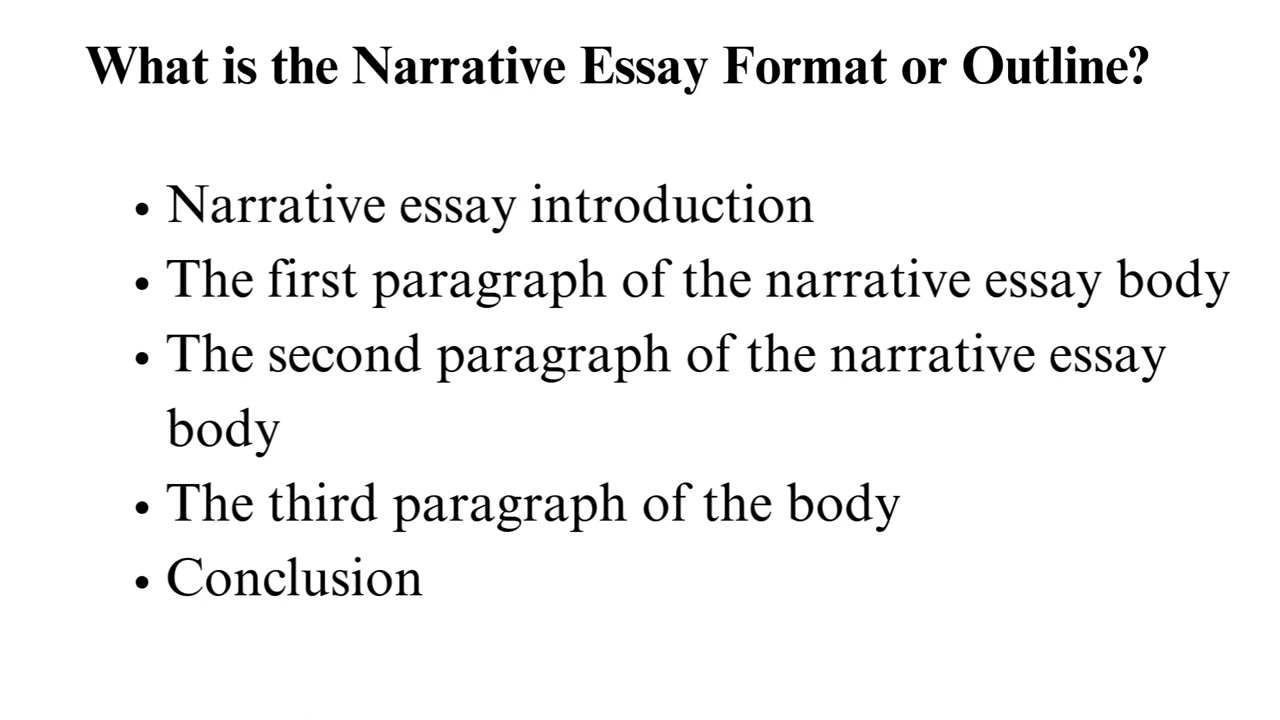 What is the Narrative Essay Format or Outline?
• Narrative essay introduction
• The first paragraph of the narrative essay body
• The second paragraph of the narrative essay
body
• The third paragraph of the body
• Conclusion